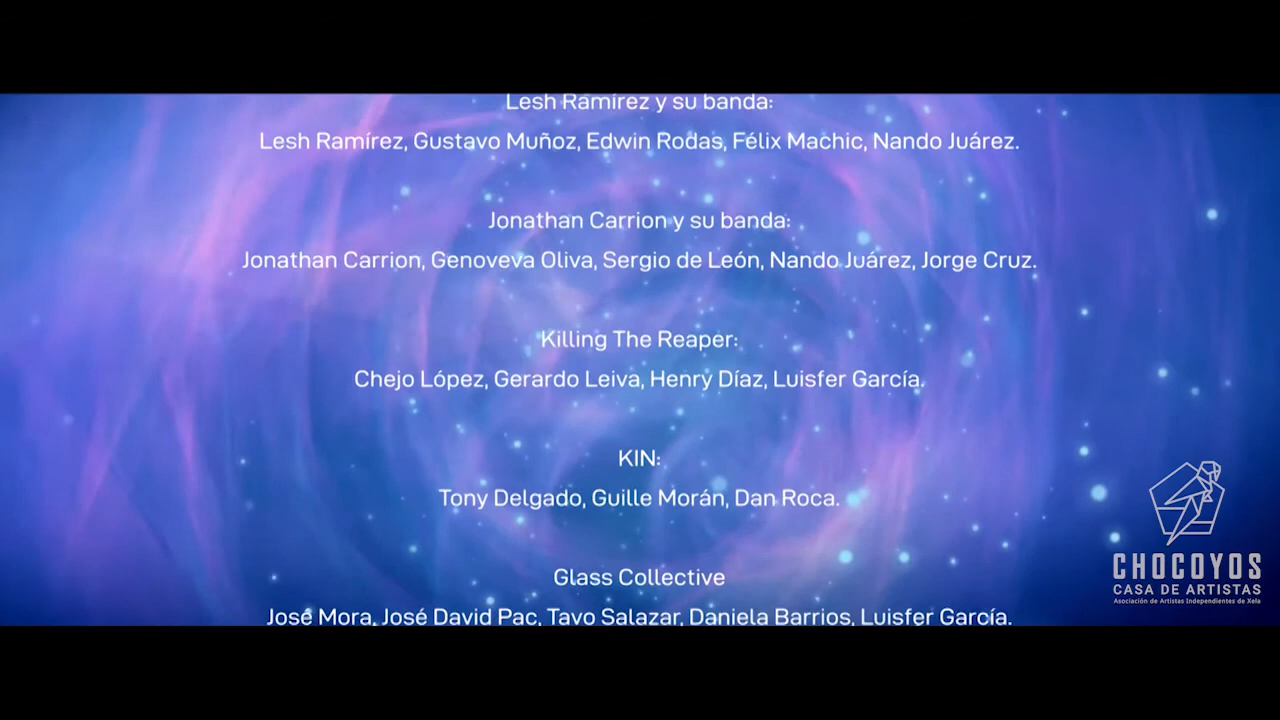 Lesh Ramírez y su banda:
Lesh Ramírez, Gustavo Muñoz, Edwin Rodas, Félix Machic, Nando Juárez.
Jonathan Carrion y su banda:
Jonathan Carrion, Genoveva Oliva, Sergio de León, Nando Juárez, Jorge Cruz.
Killing The Reaper:
Chejo López, Gerardo Leiva, Henry Díaz, Luisfer García.
KIN:
Tony Delgado, Guille Morán, Dan Roca.
Glass Collective
José Mora, José David Pac, Tavo Salazar, Daniela Barrios, Luisfer García.
CHOCOYOS
CASA DE ARTISTAS
Asociación de Artistas Independientes de Xela